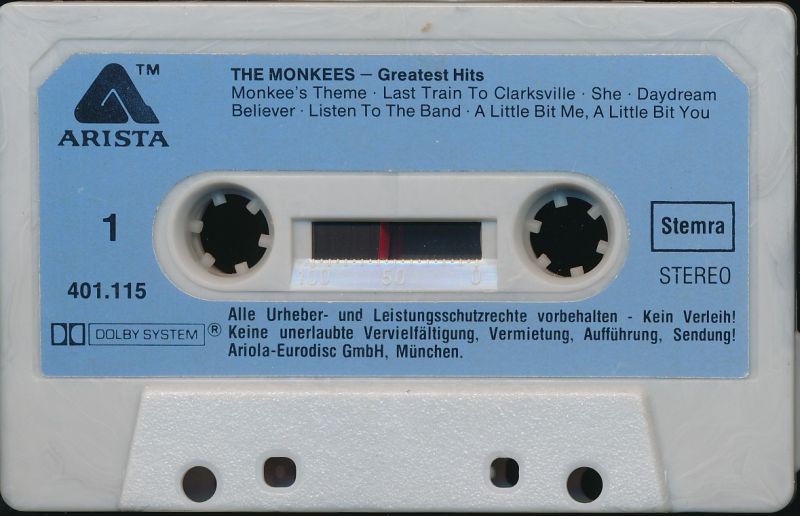 TM
ARISTA
THE MONKEES – Greatest Hits
Monkee's Theme · Last Train To Clarksville · She · Daydream
Believer · Listen To The Band · A Little Bit Me, A Little Bit You
1
401.115
100 50 0
Stemra
STEREO
DOLBY SYSTEM ®
Alle Urheber- und Leistungsschutzrechte vorbehalten - Kein Verleih!
Keine unerlaubte Vervielfältigung, Vermietung, Aufführung, Sendung!
Ariola-Eurodisc GmbH, München.